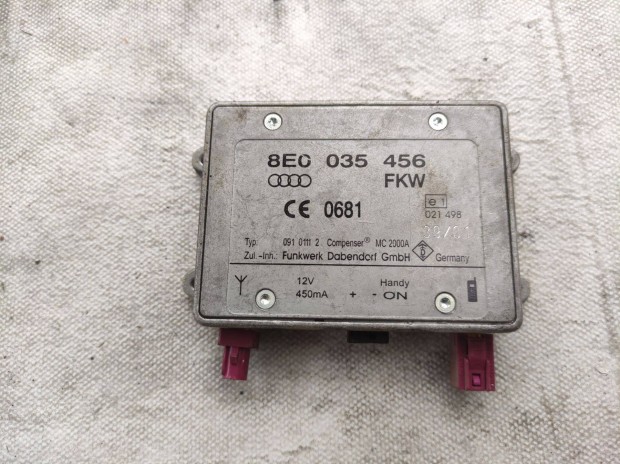 8E0 035 456
FKW
CE 0681
e1
021 498
Typ: 091 0111 2 Compenser® MC 2000A
Zul.-Inh.: Funkwerk Dabendorf GmbH Germany
12V Handy
450mA + - ON